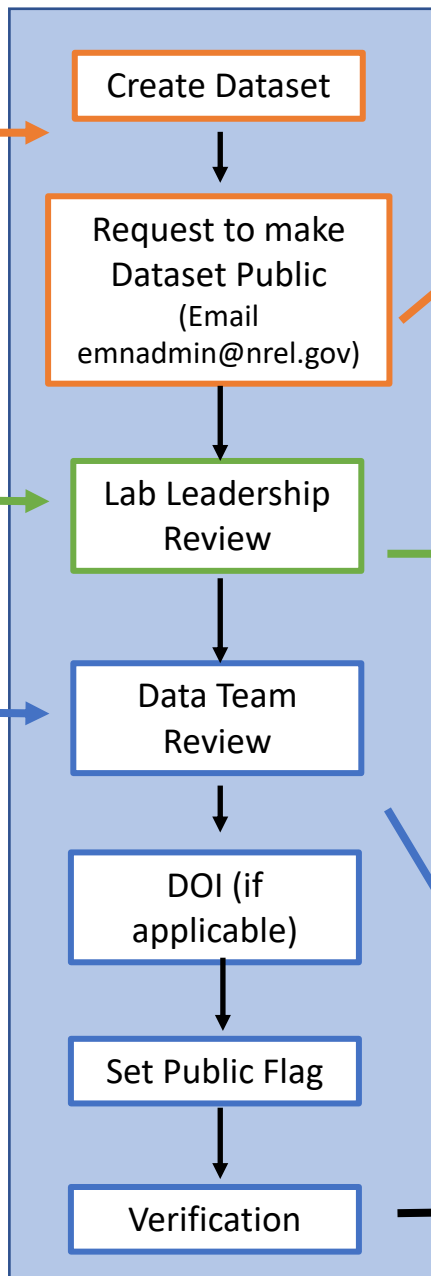 Create Dataset
Request to make
Dataset Public
(Email
emnadmin@nrel.gov)
Lab Leadership
Review
Data Team
Review
DOI (if
applicable)
Set Public Flag
Verification